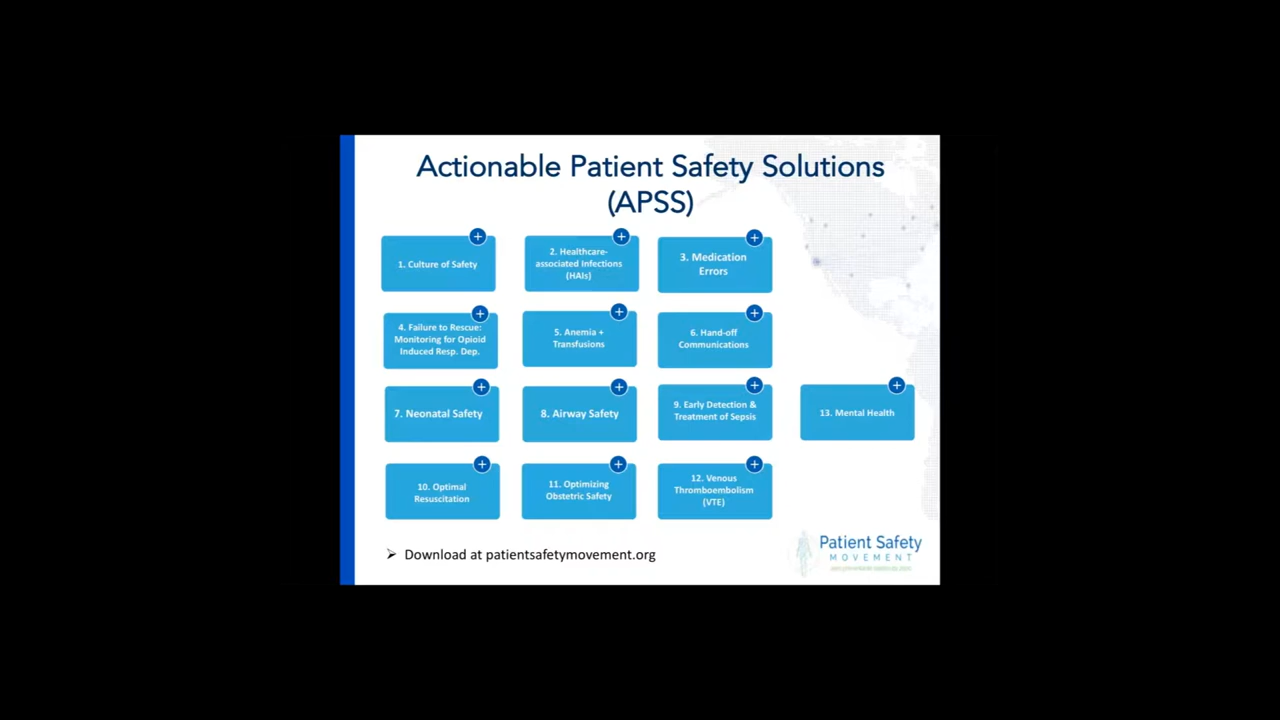 Actionable Patient Safety Solutions
(APSS)
1. Culture of Safety
2. Healthcare-
associated Infections
(HAIs)
3. Medication
Errors
4. Failure to Rescue:
Monitoring for Opioid
Induced Resp. Dep.
5. Anemia +
Transfusions
6. Hand-off
Communications
7. Neonatal Safety
8. Airway Safety
9. Early Detection &
Treatment of Sepsis
13. Mental Health
10. Optimal
Resuscitation
11. Optimizing
Obstetric Safety
12. Venous
Thromboembolism
(VTE)
➢ Download at patientsafetymovement.org
Patient Safety
MOVEMENT